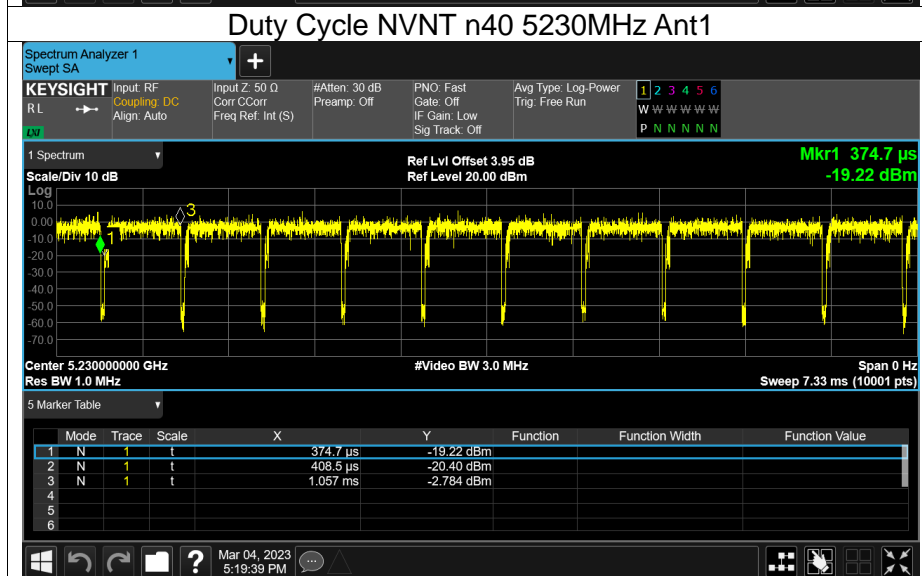 Duty Cycle NVNT n40 5230MHz Ant1
Spectrum Analyzer 1
Swept SA
+
KEYSIGHT Input: RF Input Z: 50 Ω #Atten: 30 dB PNO: Fast Avg Type: Log-Power 1 2 3 4 5 6
RL Coupling: DC Corr CCorr Preamp: Off Gate: Off Trig: Free Run W W W W W W
Align: Auto Freq Ref: Int (S) IF Gain: Low
LXI Sig Track: Off P N N N N N
1 Spectrum Ref Lvl Offset 3.95 dB Mkr1 374.7 µs
Scale/Div 10 dB Ref Level 20.00 dBm -19.22 dBm
Log
10.0
3
0.00
1
-10.0
-20.0
-30.0
-40.0
-50.0
-60.0
-70.0
Center 5.230000000 GHz #Video BW 3.0 MHz Span 0 Hz
Res BW 1.0 MHz Sweep 7.33 ms (10001 pts)
5 Marker Table
Mode Trace Scale X Y Function Function Width Function Value
1 N 1 t 374.7 µs -19.22 dBm
2 N 1 t 408.5 µs -20.40 dBm
3 N 1 t 1.057 ms -2.784 dBm
4
5
6
? Mar 04, 2023
5:19:39 PM